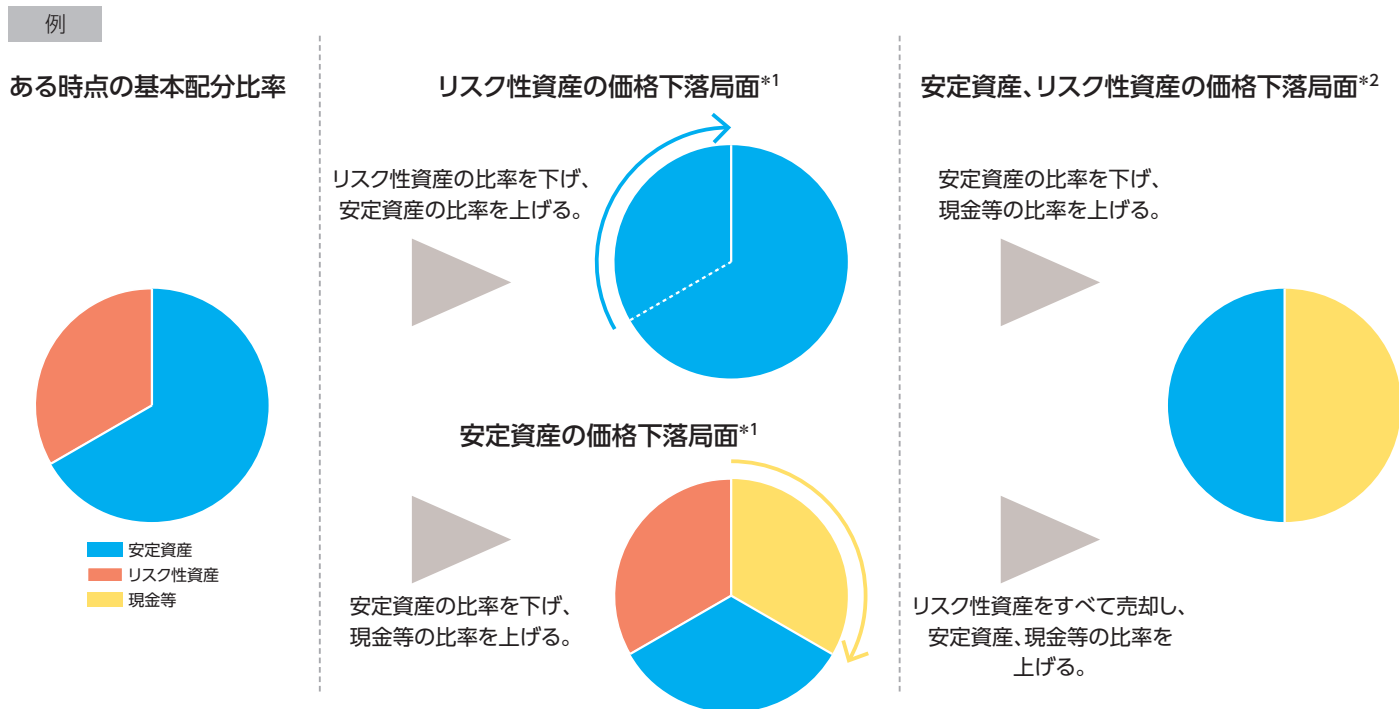 例
ある時点の基本配分比率
安定資産
リスク性資産
現金等
リスク性資産の価格下落局面*1
リスク性資産の比率を下げ、
安定資産の比率を上げる。
安定資産の価格下落局面*1
安定資産の比率を下げ、
現金等の比率を上げる。
安定資産、リスク性資産の価格下落局面*2
安定資産の比率を下げ、
現金等の比率を上げる。
リスク性資産をすべて売却し、
安定資産、現金等の比率を
上げる。